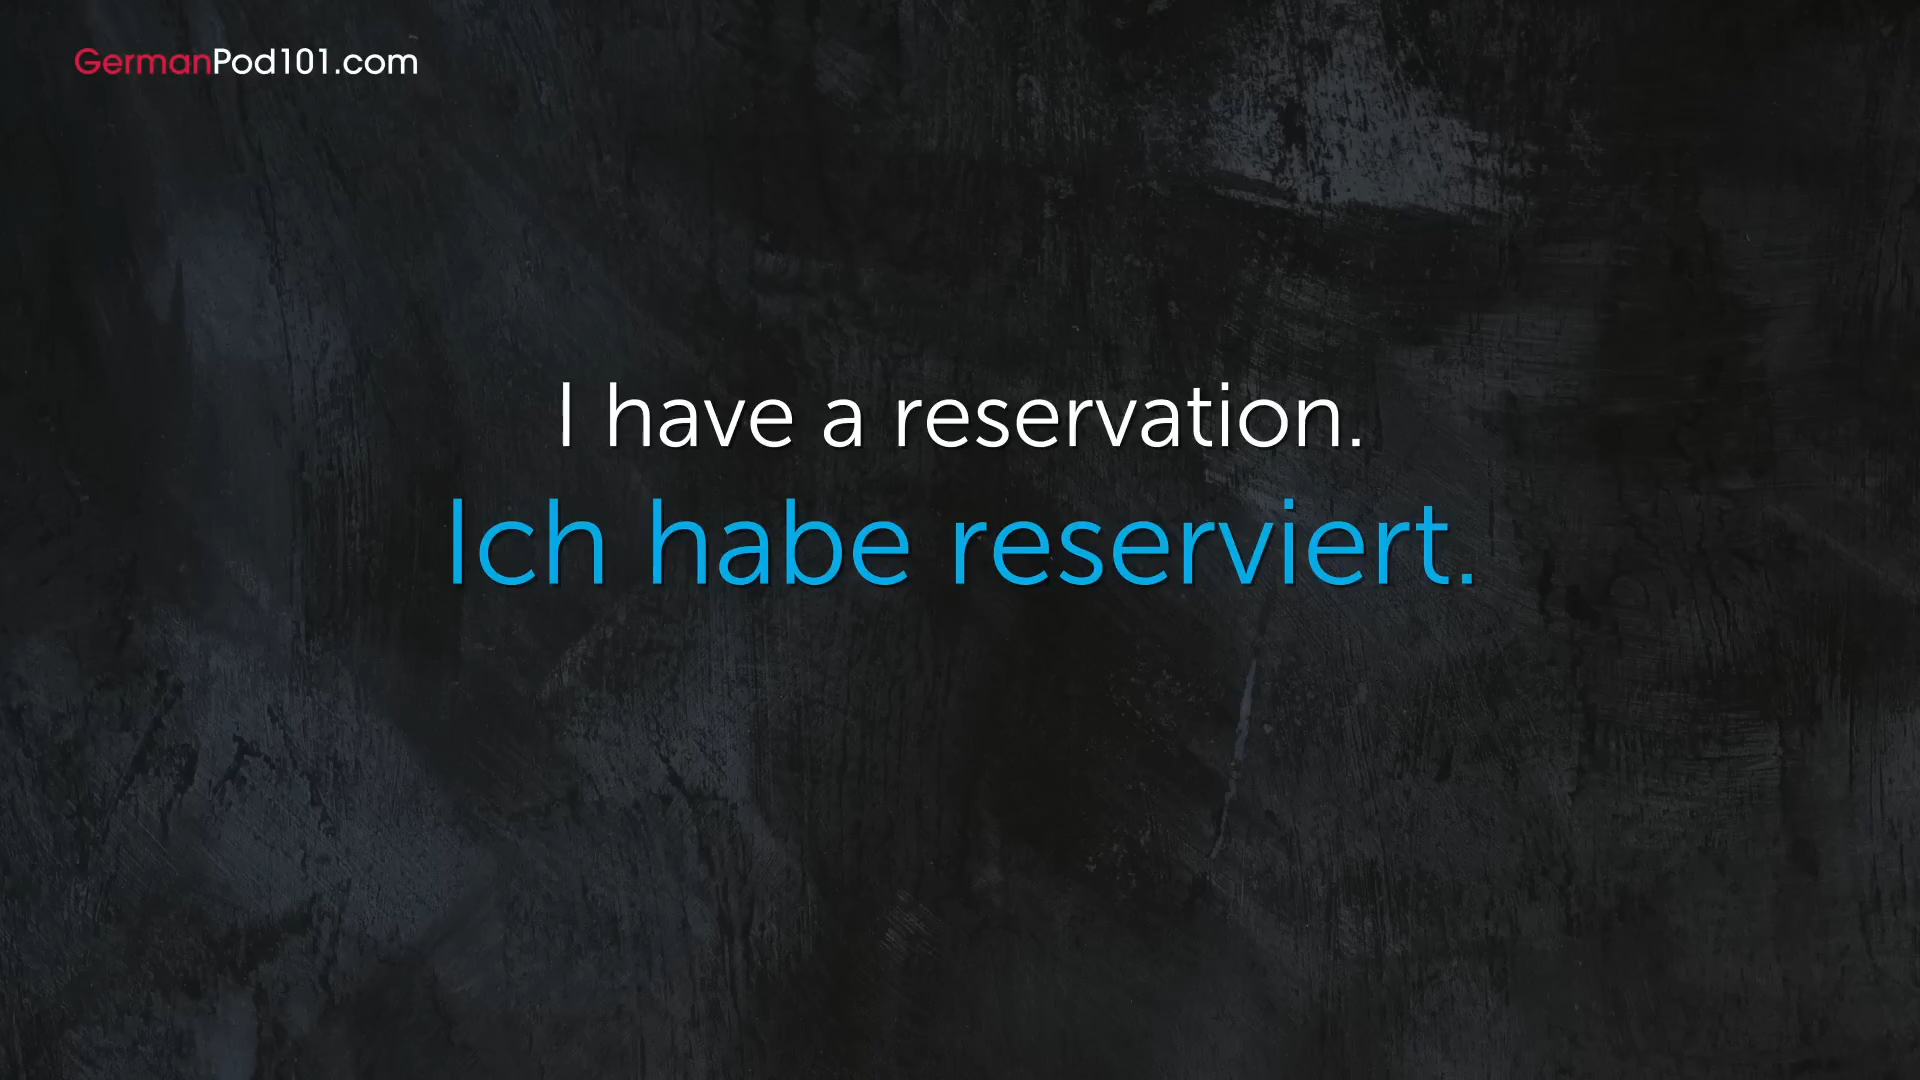 GermanPod101.com
I have a reservation.
Ich habe reserviert.